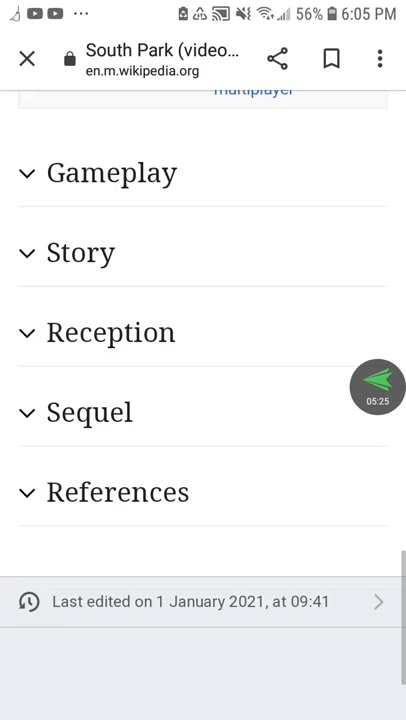 56% 6:05 PM
South Park (video...
en.m.wikipedia.org
multiplayer
Gameplay
Story
Reception
05:25
Sequel
References
Last edited on 1 January 2021, at 09:41